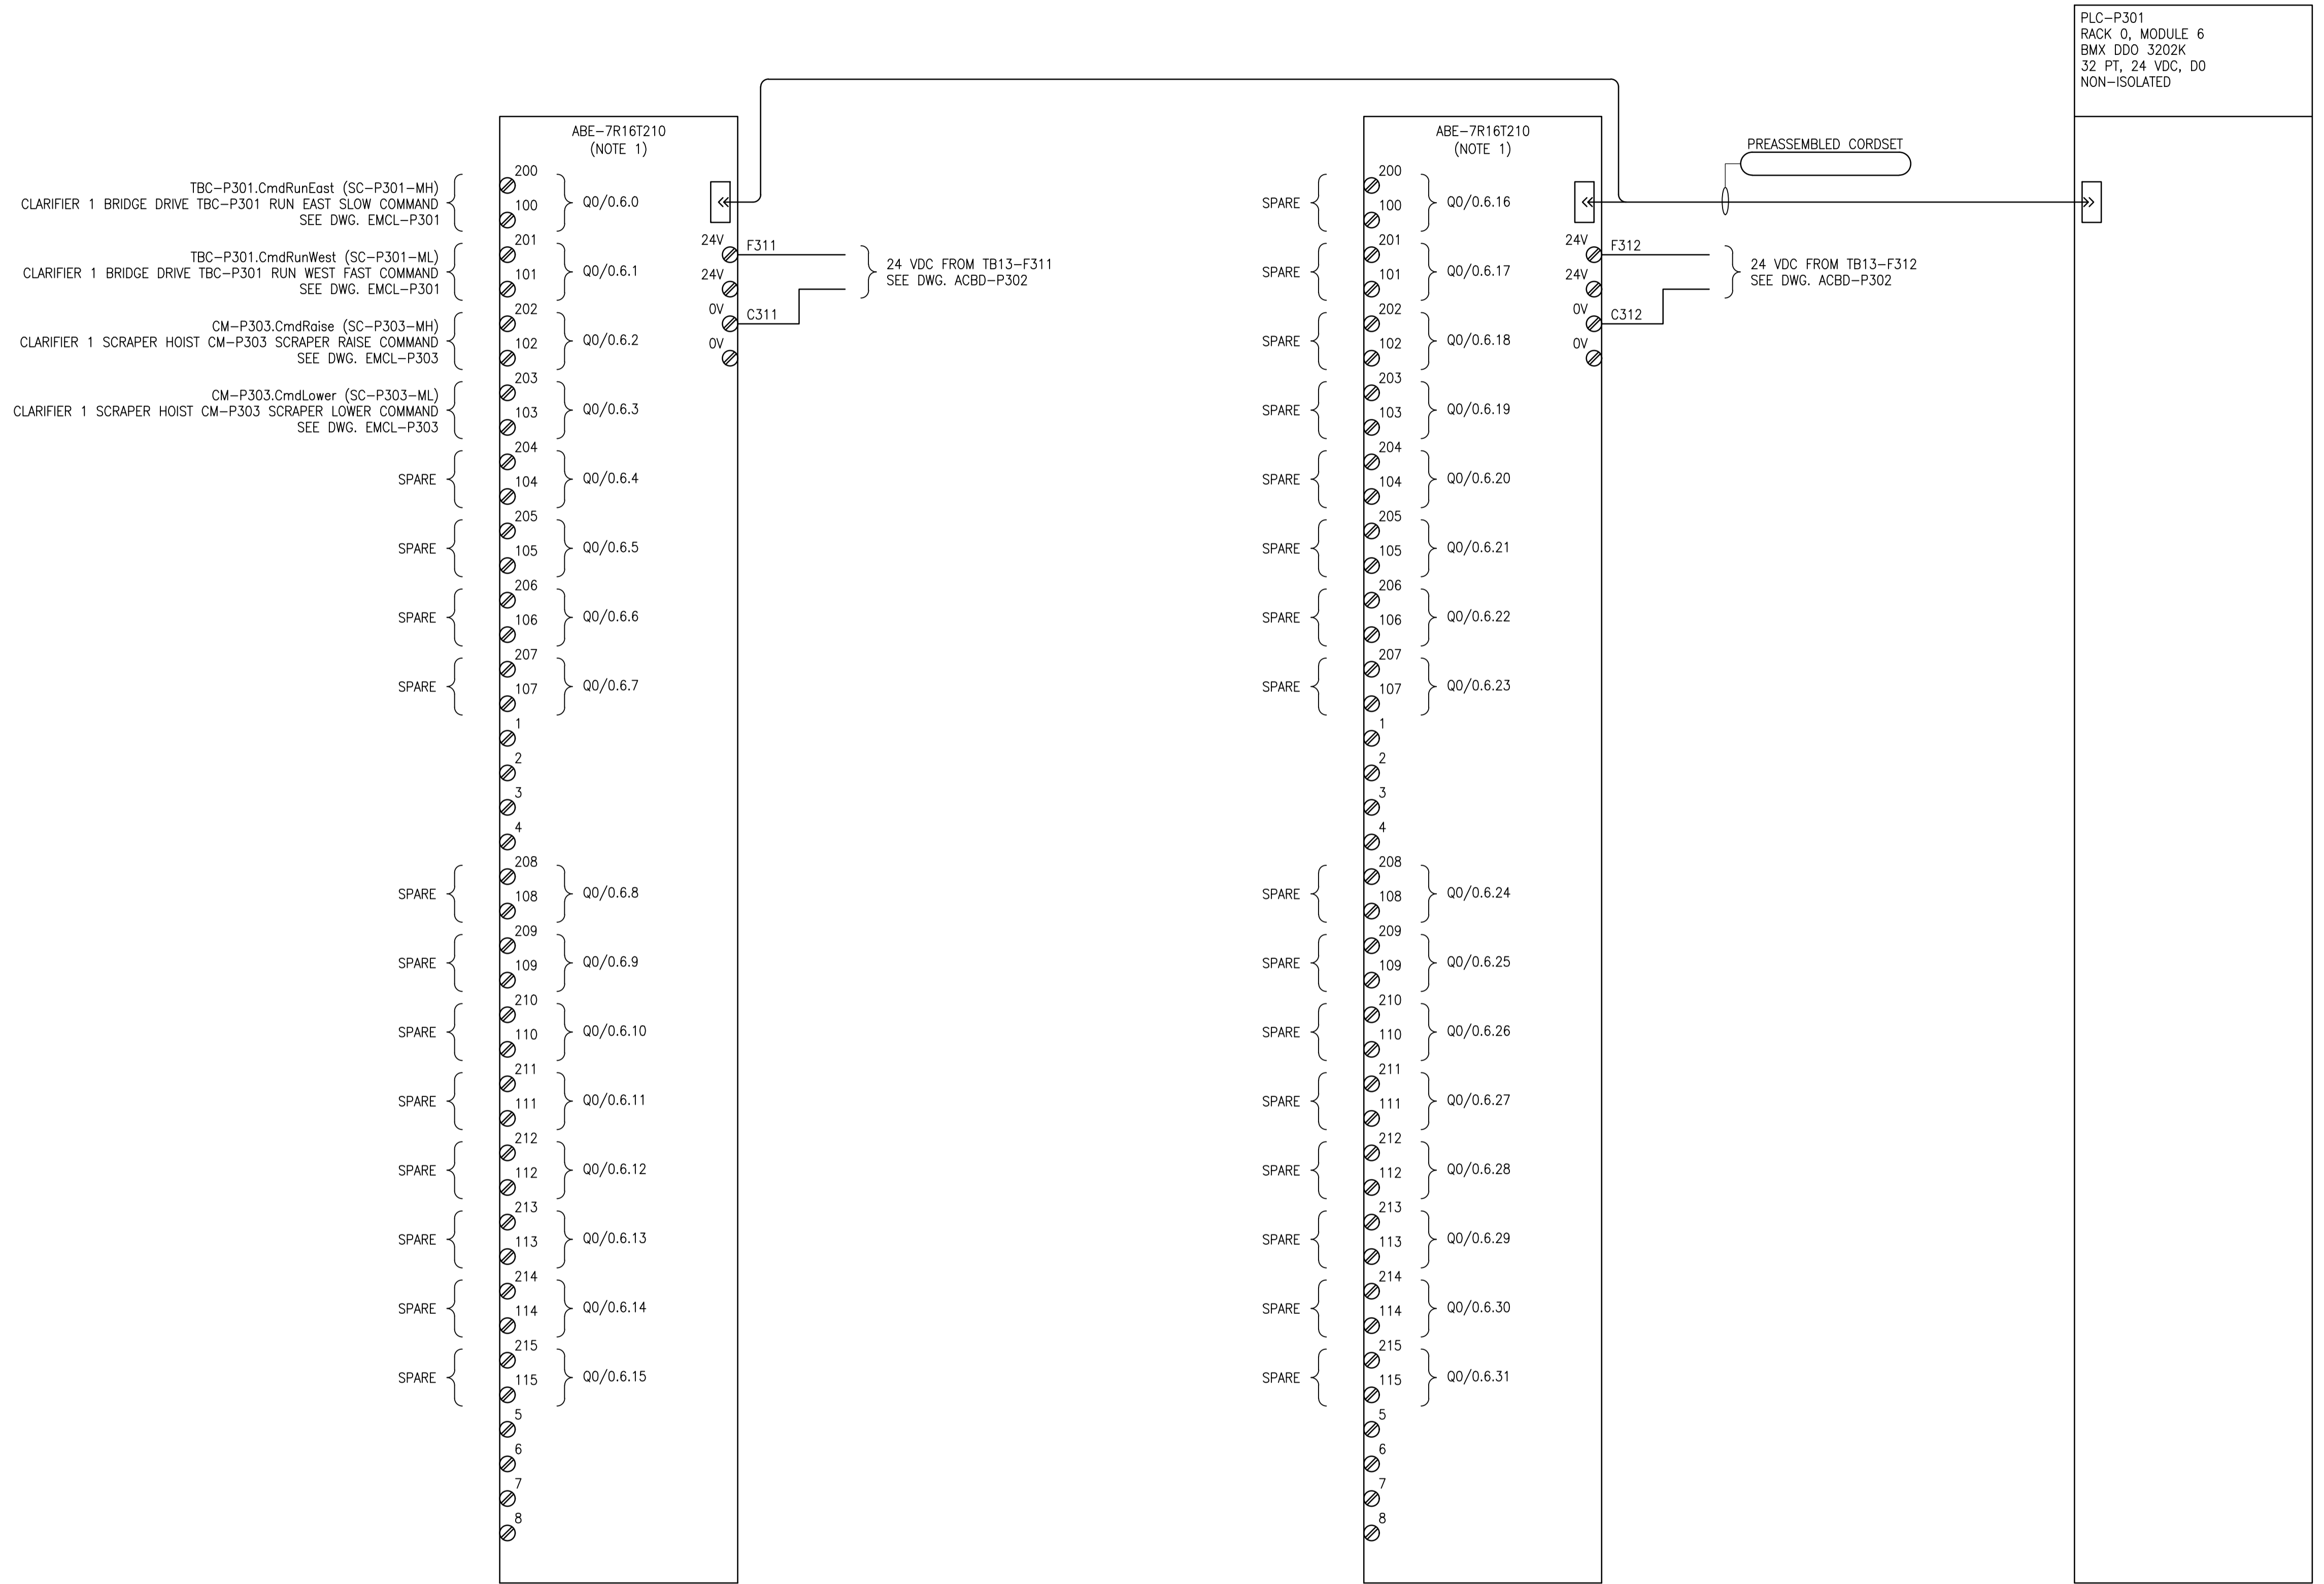 PLC-P301
RACK 0, MODULE 6
BMX DDO 3202K
32 PT, 24 VDC, DO
NON-ISOLATED
PREASSEMBLED CORDSET
ABE-7R16T210
(NOTE 1)
TBC-P301.CmdRunEast (SC-P301-MH)
CLARIFIER 1 BRIDGE DRIVE TBC-P301 RUN EAST SLOW COMMAND
SEE DWG. EMCL-P301
200
100
Q0/0.6.0
TBC-P301.CmdRunWest (SC-P301-ML)
CLARIFIER 1 BRIDGE DRIVE TBC-P301 RUN WEST FAST COMMAND
SEE DWG. EMCL-P301
201
101
Q0/0.6.1
CM-P303.CmdRaise (SC-P303-MH)
CLARIFIER 1 SCRAPER HOIST CM-P303 SCRAPER RAISE COMMAND
SEE DWG. EMCL-P303
202
102
Q0/0.6.2
CM-P303.CmdLower (SC-P303-ML)
CLARIFIER 1 SCRAPER HOIST CM-P303 SCRAPER LOWER COMMAND
SEE DWG. EMCL-P303
203
103
Q0/0.6.3
SPARE
204
104
Q0/0.6.4
SPARE
205
105
Q0/0.6.5
SPARE
206
106
Q0/0.6.6
SPARE
207
107
Q0/0.6.7
1
2
3
4
SPARE
208
108
Q0/0.6.8
SPARE
209
109
Q0/0.6.9
SPARE
210
110
Q0/0.6.10
SPARE
211
111
Q0/0.6.11
SPARE
212
112
Q0/0.6.12
SPARE
213
113
Q0/0.6.13
SPARE
214
114
Q0/0.6.14
SPARE
215
115
Q0/0.6.15
5
6
7
8
24V
F311
24V
0V
C311
0V
24 VDC FROM TB13-F311
SEE DWG. ACBD-P302
ABE-7R16T210
(NOTE 1)
SPARE
200
100
Q0/0.6.16
SPARE
201
101
Q0/0.6.17
SPARE
202
102
Q0/0.6.18
SPARE
203
103
Q0/0.6.19
SPARE
204
104
Q0/0.6.20
SPARE
205
105
Q0/0.6.21
SPARE
206
106
Q0/0.6.22
SPARE
207
107
Q0/0.6.23
1
2
3
4
SPARE
208
108
Q0/0.6.24
SPARE
209
109
Q0/0.6.25
SPARE
210
110
Q0/0.6.26
SPARE
211
111
Q0/0.6.27
SPARE
212
112
Q0/0.6.28
SPARE
213
113
Q0/0.6.29
SPARE
214
114
Q0/0.6.30
SPARE
215
115
Q0/0.6.31
5
6
7
8
24V
F312
24V
0V
C312
0V
24 VDC FROM TB13-F312
SEE DWG. ACBD-P302